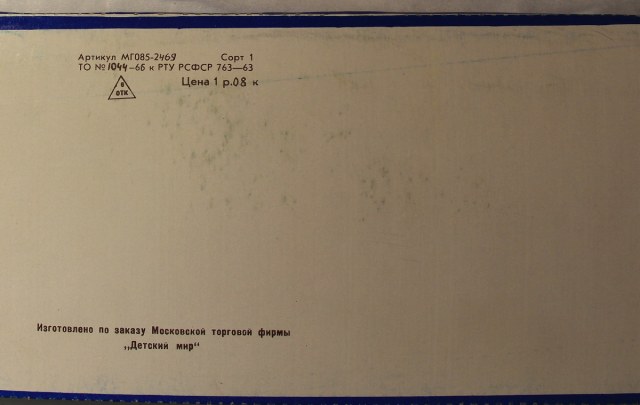 Артикул МГ085-2469 Сорт 1
ТО № 1044-66 к РТУ РСФСР 763—63
ОТК
Цена 1 р.08 к
Изготовлено по заказу Московской торговой фирмы
„Детский мир“